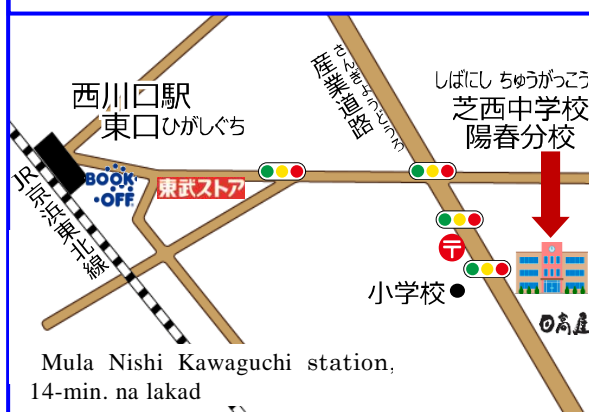 西川口駅
東口ひがしぐち
BOOK
・OFF
東武ストア
JR京浜東北線
さんぎょうどうろ
産業道路
しばにし ちゅうがっこう
芝西中学校
陽春分校
〒
小学校●
日高屋
Mula Nishi Kawaguchi station,
14-min. na lakad